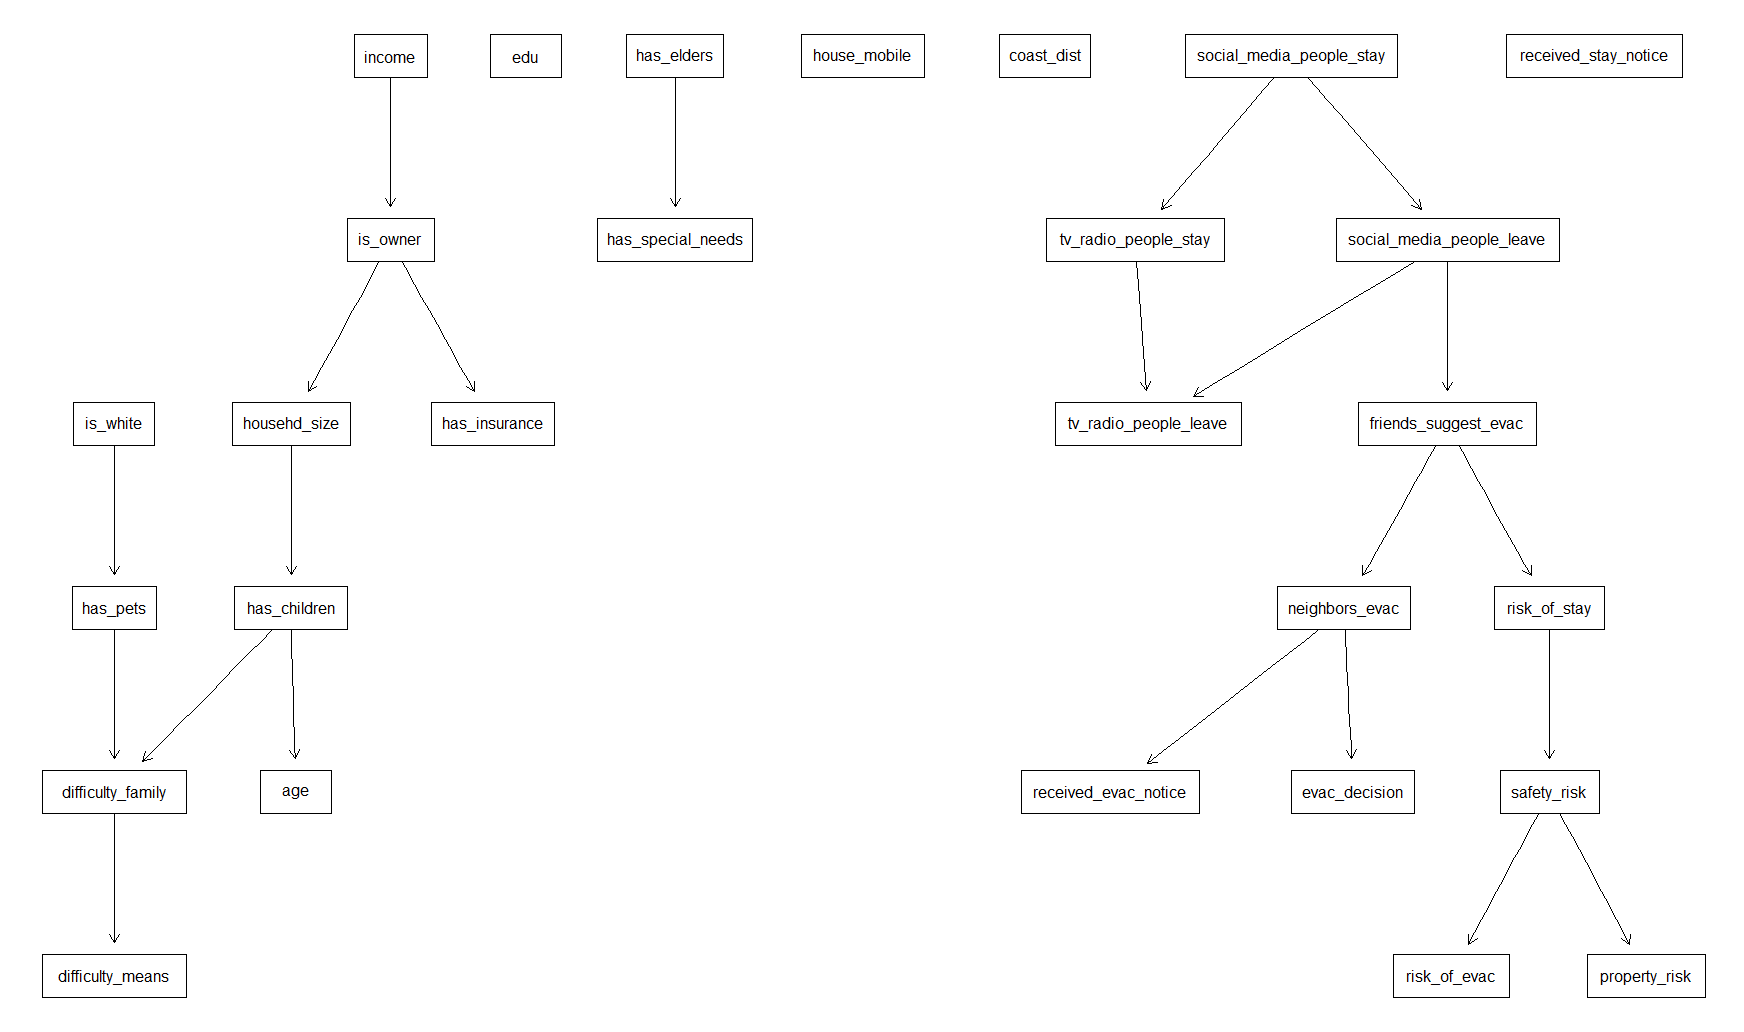 income
edu
has_elders
house_mobile
coast_dist
social_media_people_stay
received_stay_notice
is_owner
has_special_needs
tv_radio_people_stay
social_media_people_leave
is_white
househd_size
has_insurance
tv_radio_people_leave
friends_suggest_evac
has_pets
has_children
neighbors_evac
risk_of_stay
difficulty_family
age
received_evac_notice
evac_decision
safety_risk
difficulty_means
risk_of_evac
property_risk